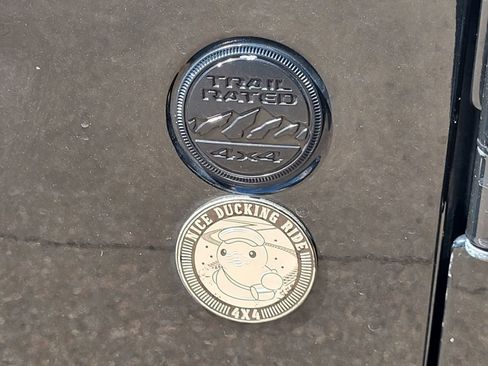 TRAIL
RATED
4X4
NICE DUCKING RIDE
4X4